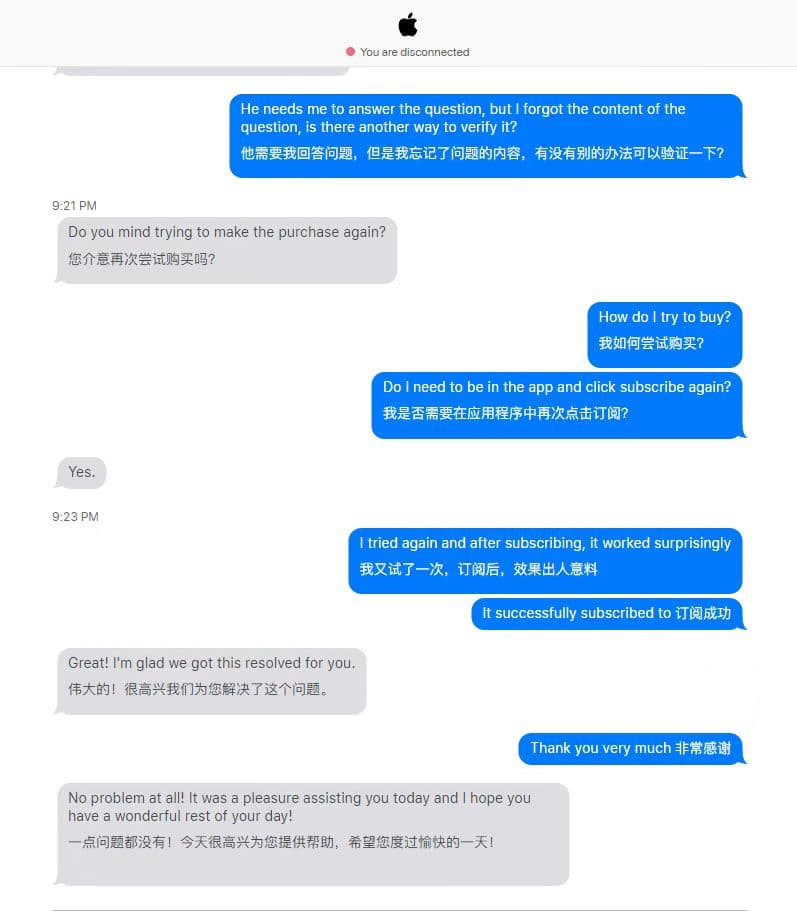 You are disconnected
He needs me to answer the question, but I forgot the content of the
question, is there another way to verify it?
他需要我回答问题，但是我忘记了问题的内容，有没有别的办法可以验证一下？
9:21 PM
Do you mind trying to make the purchase again?
您介意再次尝试购买吗？
How do I try to buy?
我如何尝试购买？
Do I need to be in the app and click subscribe again?
我是否需要在应用程序中再次点击订阅？
Yes.
9:23 PM
I tried again and after subscribing, it worked surprisingly
我又试了一次，订阅后，效果出人意料
It successfully subscribed to 订阅成功
Great! I'm glad we got this resolved for you.
伟大的！很高兴我们为您解决了这个问题。
Thank you very much 非常感谢
No problem at all! It was a pleasure assisting you today and I hope you
have a wonderful rest of your day!
一点问题都没有！今天很高兴为您提供帮助，希望您度过愉快的一天！